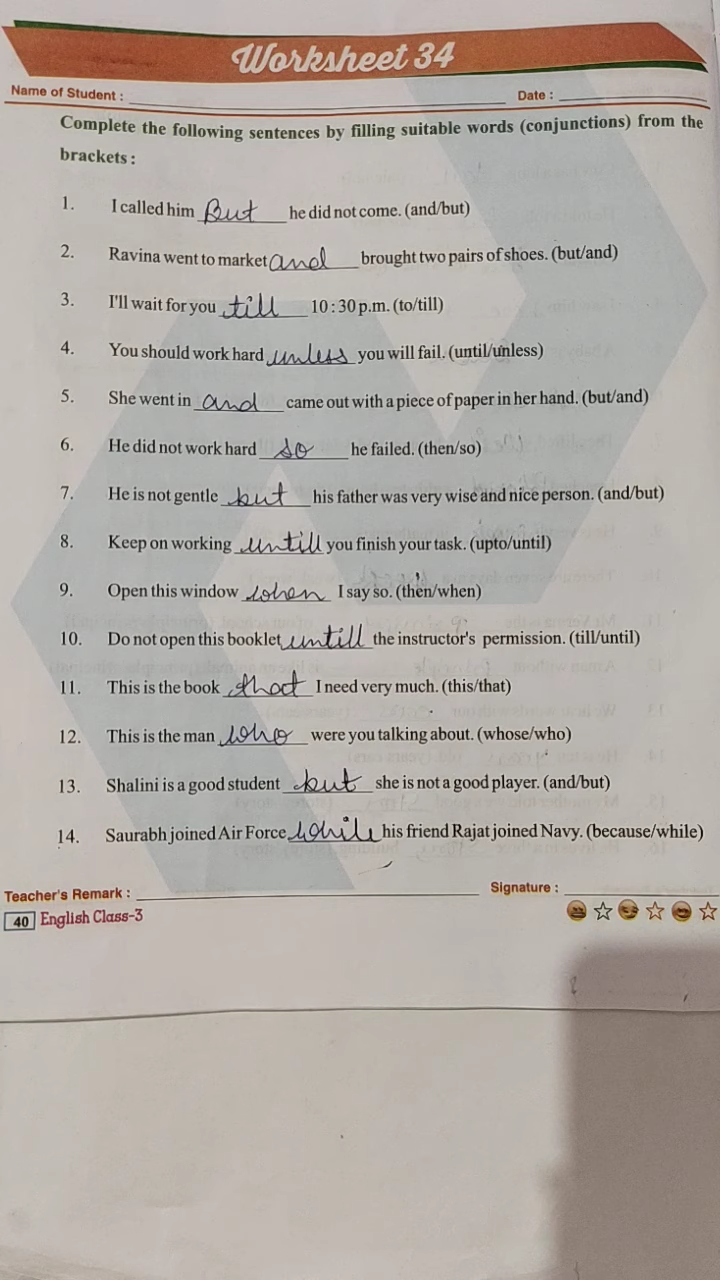 Worksheet 34
Name of Student : Date :
Complete the following sentences by filling suitable words (conjunctions) from the
brackets :
1. I called him But he did not come. (and/but)
2. Ravina went to market and brought two pairs of shoes. (but/and)
3. I'll wait for you till 10 : 30 p.m. (to/till)
4. You should work hard unless you will fail. (until/unless)
5. She went in and came out with a piece of paper in her hand. (but/and)
6. He did not work hard so he failed. (then/so)
7. He is not gentle but his father was very wise and nice person. (and/but)
8. Keep on working untill you finish your task. (upto/until)
9. Open this window when I say so. (then/when)
10. Do not open this booklet untill the instructor's permission. (till/until)
11. This is the book that I need very much. (this/that)
12. This is the man who were you talking about. (whose/who)
13. Shalini is a good student but she is not a good player. (and/but)
14. Saurabh joined Air Force while his friend Rajat joined Navy. (because/while)
Teacher's Remark : Signature :
40 English Class-3